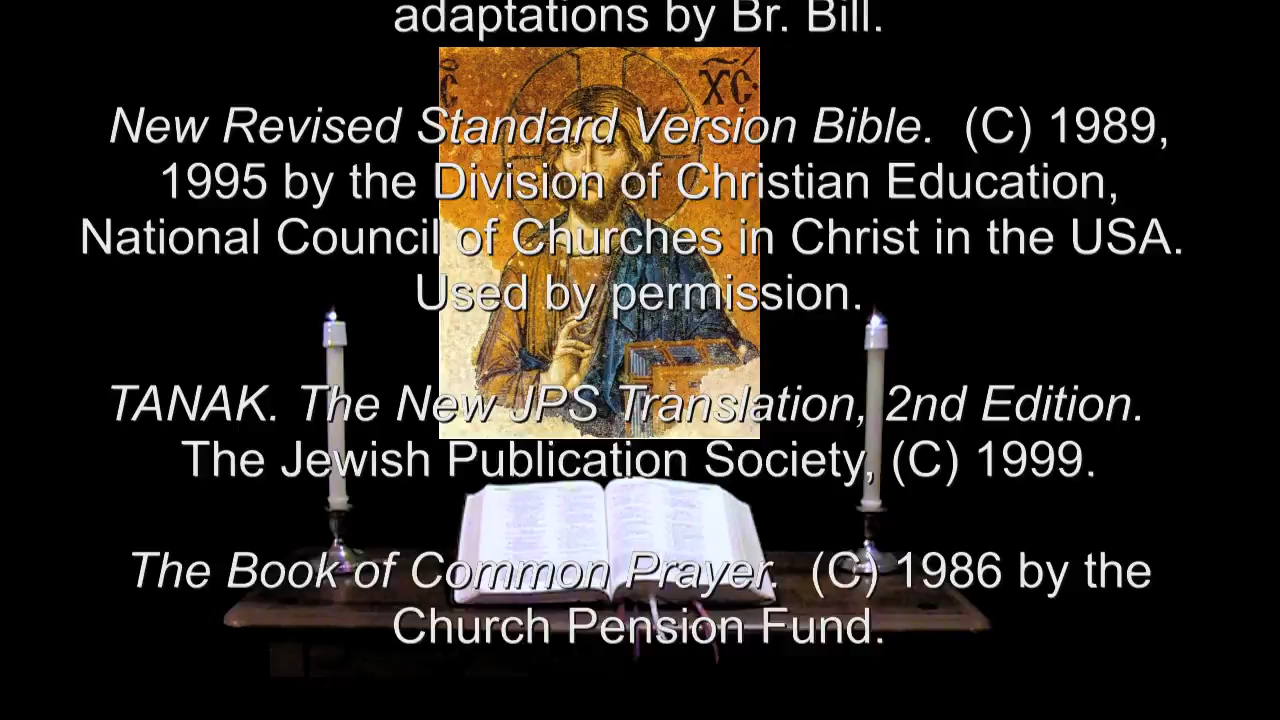 adaptations by Br. Bill.
New Revised Standard Version Bible. (C) 1989,
1995 by the Division of Christian Education,
National Council of Churches in Christ in the USA.
Used by permission.
TANAK. The New JPS Translation, 2nd Edition.
The Jewish Publication Society, (C) 1999.
The Book of Common Prayer. (C) 1986 by the
Church Pension Fund.